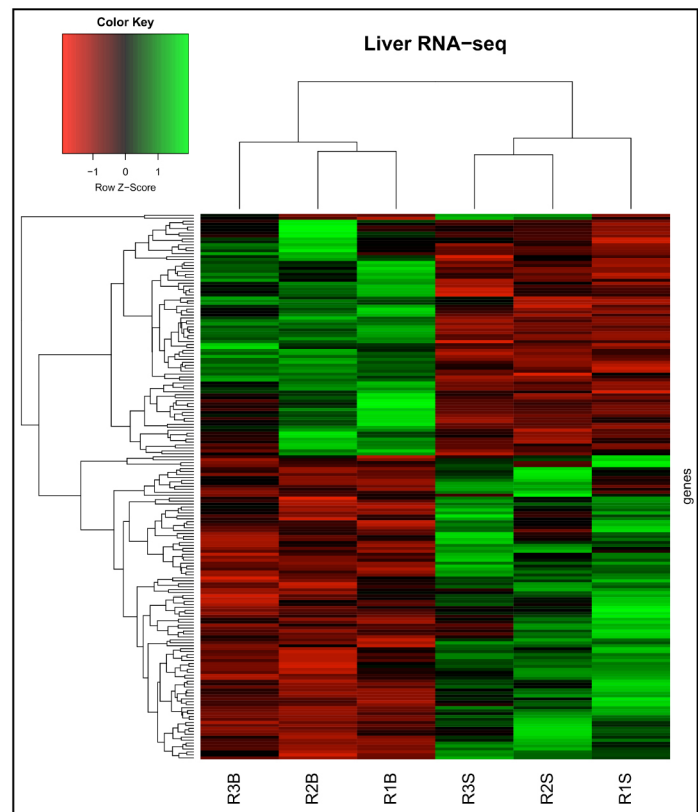 Color Key
Liver RNA−seq
−1 0 1
Row Z−Score
genes
R3B R2B R1B R3S R2S R1S